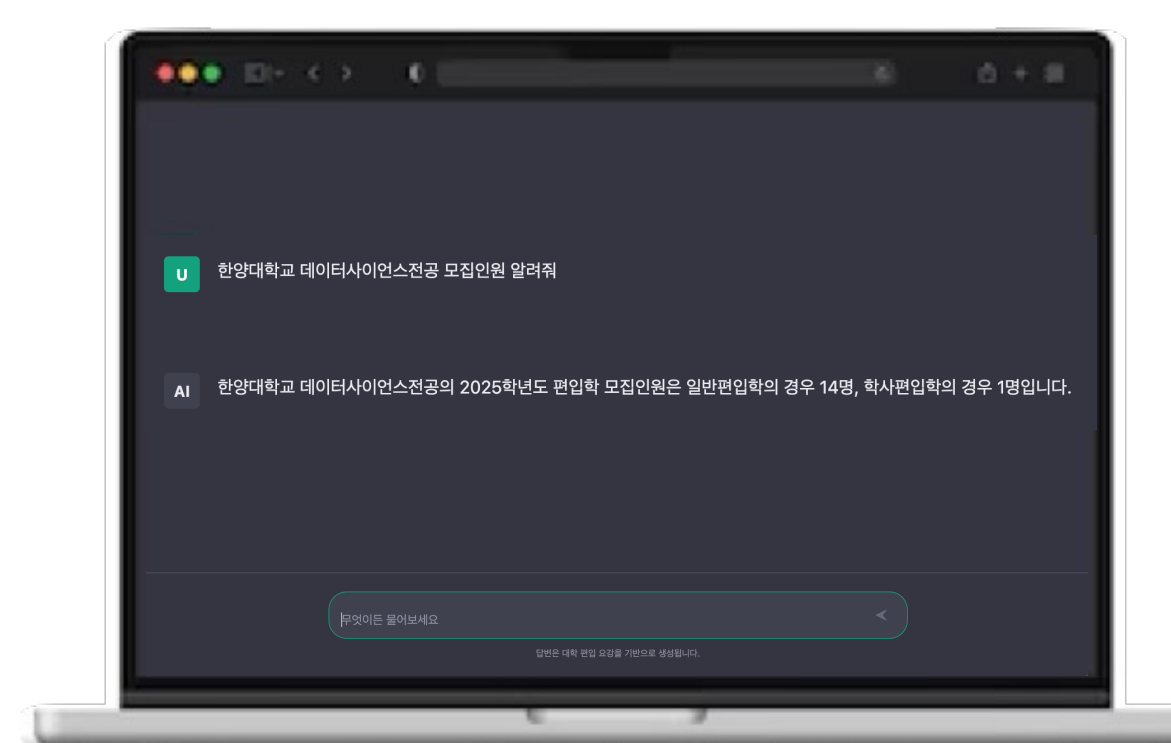 U
한양대학교 데이터사이언스전공 모집인원 알려줘
AI
한양대학교 데이터사이언스전공의 2025학년도 편입학 모집인원은 일반편입학의 경우 14명, 학사편입학의 경우 1명입니다.
무엇이든 물어보세요
답변은 대학 편입 요강을 기반으로 생성됩니다.